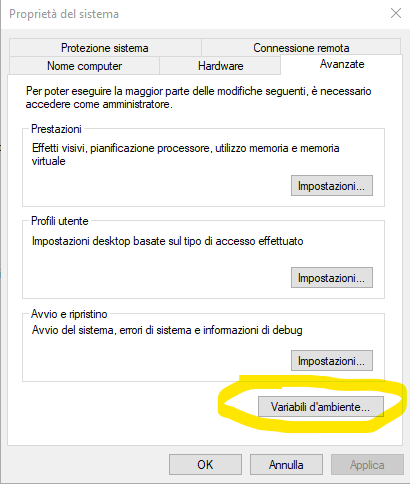 Proprietà del sistema
Protezione sistema
Connessione remota
Nome computer
Hardware
Avanzate
Per poter eseguire la maggior parte delle modifiche seguenti, è necessario
accedere come amministratore.
Prestazioni
Effetti visivi, pianificazione processore, utilizzo memoria e memoria
virtuale
Impostazioni...
Profili utente
Impostazioni desktop basate sul tipo di accesso effettuato
Impostazioni...
Avvio e ripristino
Avvio del sistema, errori di sistema e informazioni di debug
Impostazioni...
Variabili d'ambiente...
OK
Annulla
Applica